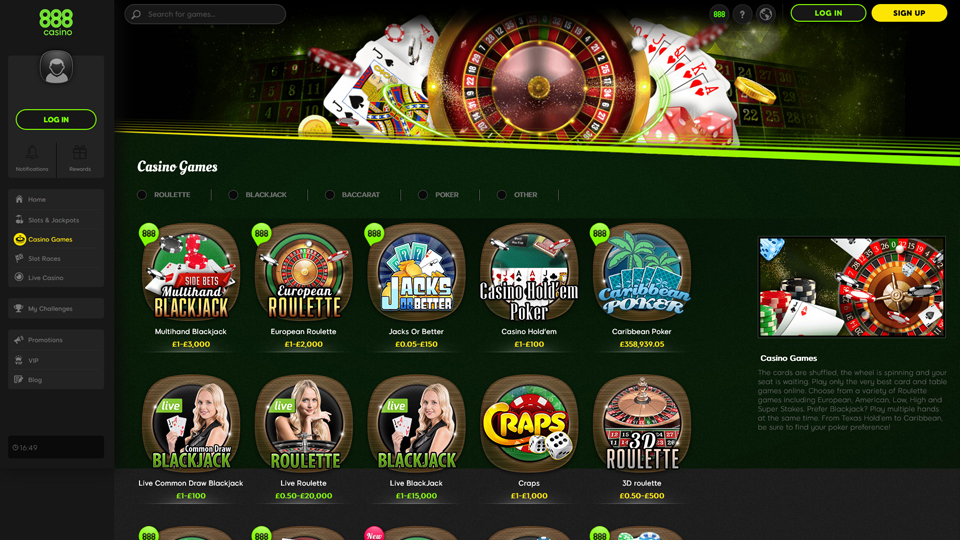 888
casino
Search for games...
888
?
LOG IN
SIGN UP
LOG IN
Notifications
Rewards
Home
Slots & Jackpots
Casino Games
Slot Races
Live Casino
My Challenges
Promotions
VIP
Blog
16:49
Casino Games
ROULETTE
BLACKJACK
BACCARAT
POKER
OTHER
888
SIDE BETS
Multihand
BLACKJACK
Multihand Blackjack
£1-£3,000
888
European
ROULETTE
European Roulette
£1-£2,000
888
JACKS
OR BETTER
Jacks Or Better
£0.05-£150
Casino Hold'em
Poker
Casino Hold'em
£1-£100
888
Caribbean
POKER
Caribbean Poker
£358,939.05
live
Common Draw
BLACKJACK
Live Common Draw Blackjack
£1-£100
live
ROULETTE
Live Roulette
£0.50-£20,000
live
BLACKJACK
Live BlackJack
£1-£15,000
CRAPS
Craps
£1-£1,000
3D
ROULETTE
3D roulette
£0.50-£500
888
888
New
888
Casino Games
The cards are shuffled, the wheel is spinning and your
seat is waiting. Play only the very best card and table
games online. Choose from a variety of Roulette
games including European, American, Low, High and
Super Stakes. Prefer Blackjack? Play multiple hands
at the same time. From Texas Hold'em to Caribbean,
be sure to find your poker preference!